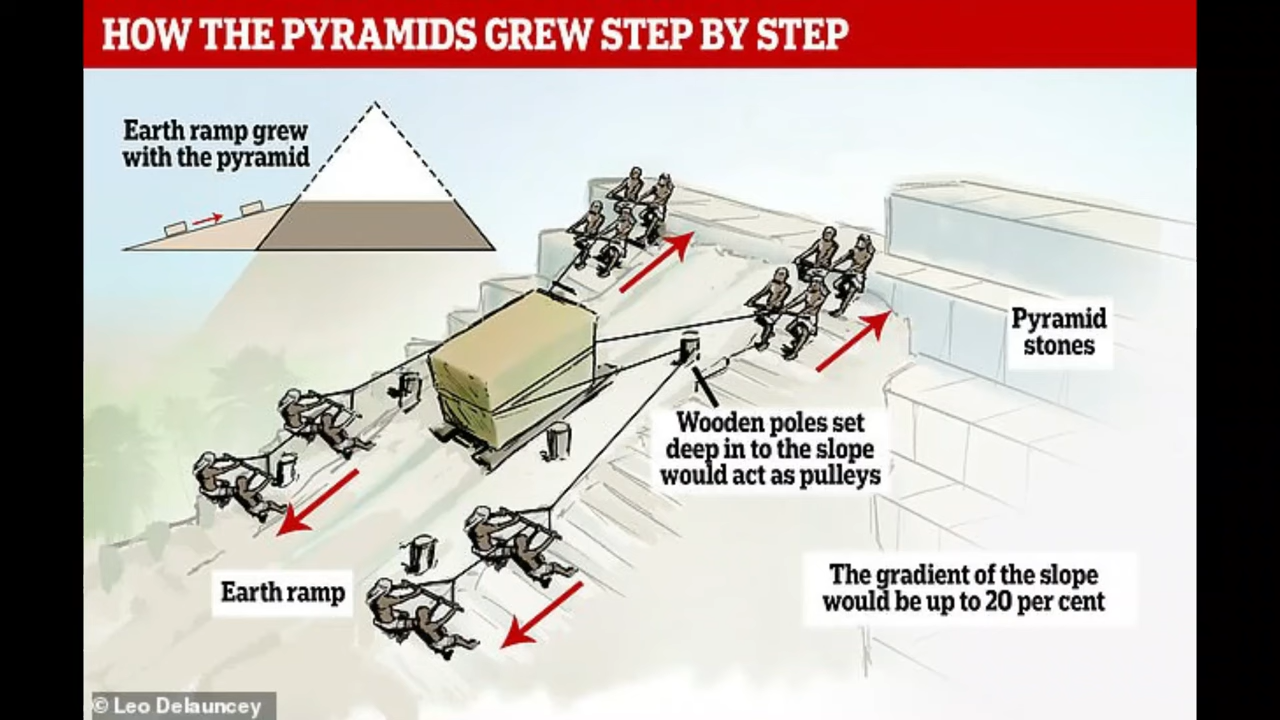 HOW THE PYRAMIDS GREW STEP BY STEP
Earth ramp grew
with the pyramid
Pyramid
stones
Wooden poles set
deep in to the slope
would act as pulleys
Earth ramp
The gradient of the slope
would be up to 20 per cent
© Leo Delauncey